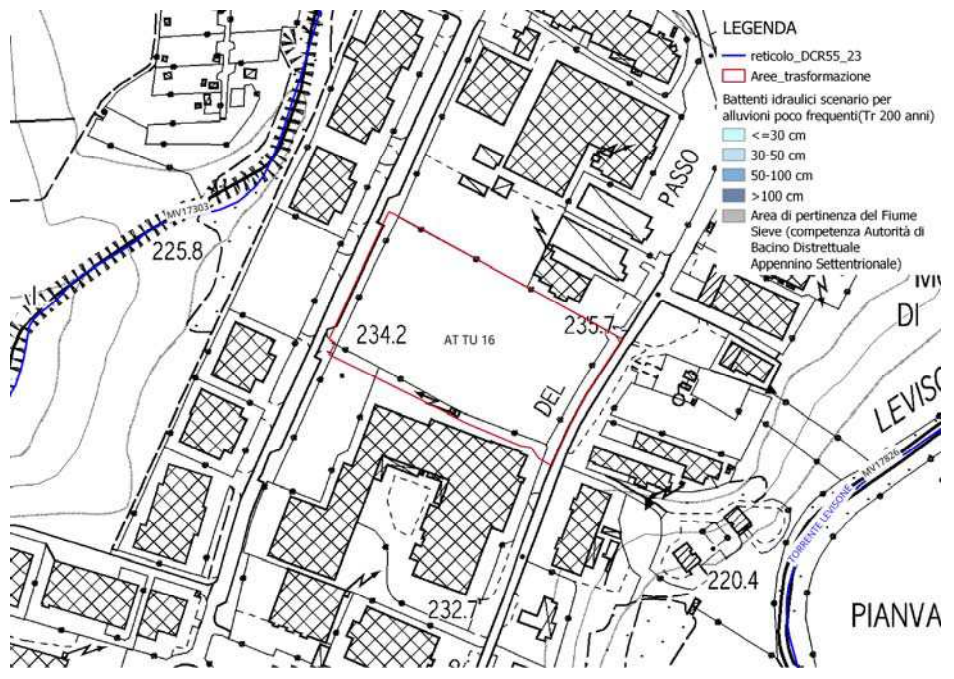 LEGENDA
reticolo_DCR55_23
Aree_trasformazione
Battenti idraulici scenario per
alluvioni poco frequenti(Tr 200 anni)
<=30 cm
30-50 cm
50-100 cm
>100 cm
Area di pertinenza del Fiume
Sieve (competenza Autorità di
Bacino Distrettuale
Appennino Settentrionale)
PASSO
MV17303
225.8
DI
234.2
AT TU 16
235.7
DEL
MV17826
TORRENTE LEVISONE
220.4
232.7